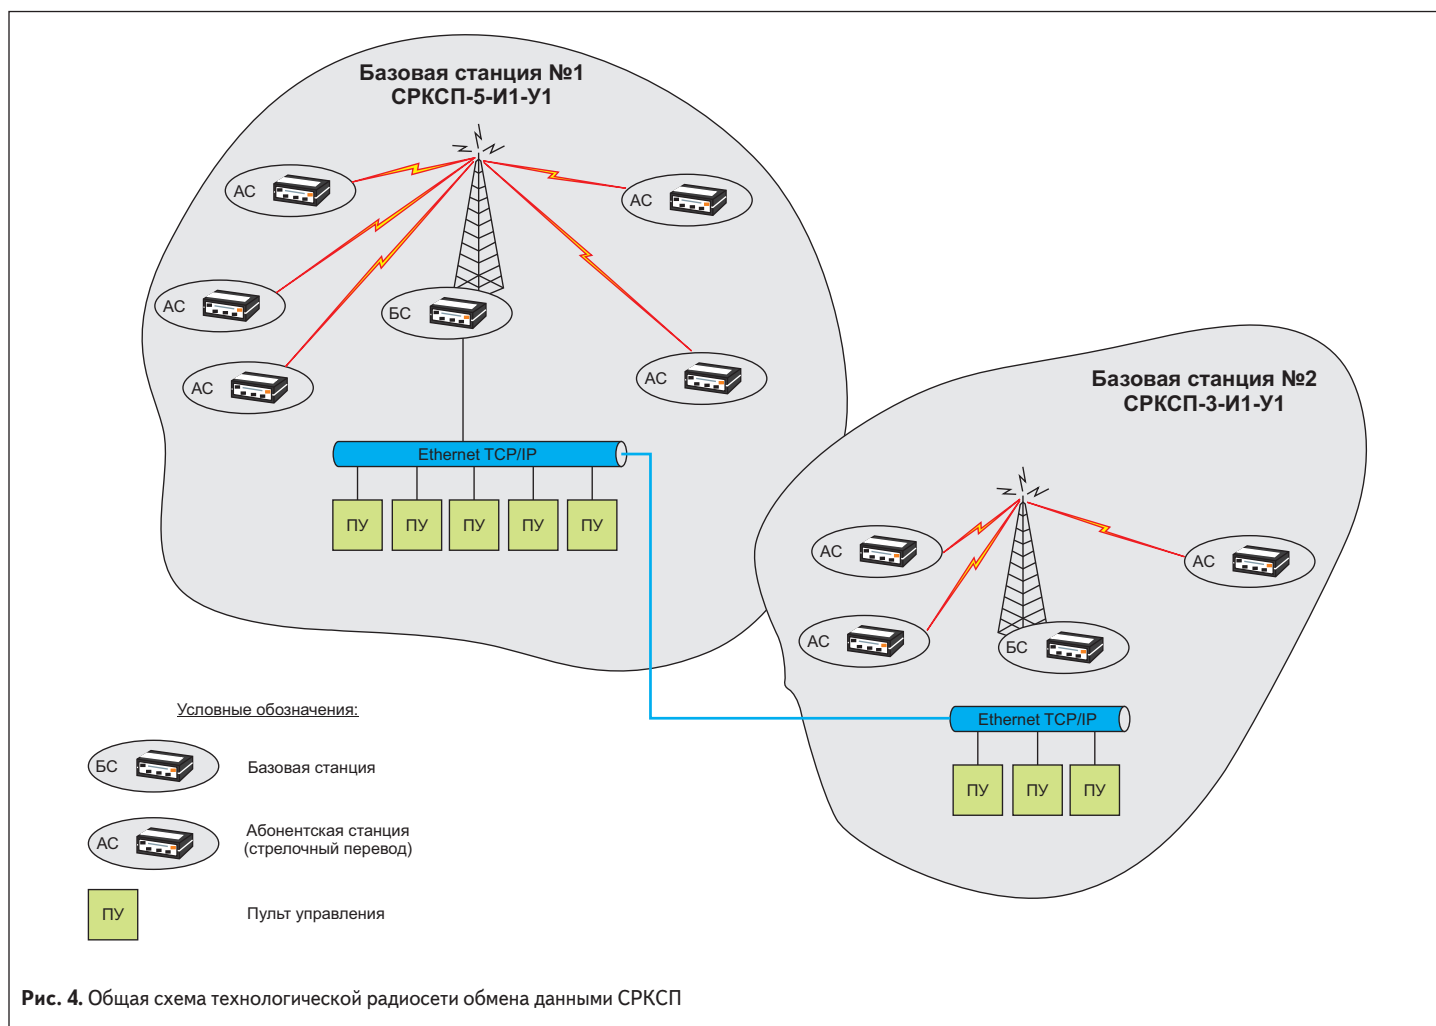 Базовая станция №1
СРКСП-5-И1-У1
АС
АС
АС
БС
АС
АС
Ethernet TCP/IP
ПУ
ПУ
ПУ
ПУ
ПУ
Базовая станция №2
СРКСП-3-И1-У1
АС
АС
АС
БС
Ethernet TCP/IP
ПУ
ПУ
ПУ
Условные обозначения:
БС
Базовая станция
АС
Абонентская станция
(стрелочный перевод)
ПУ
Пульт управления
Рис. 4. Общая схема технологической радиосети обмена данными СРКСП